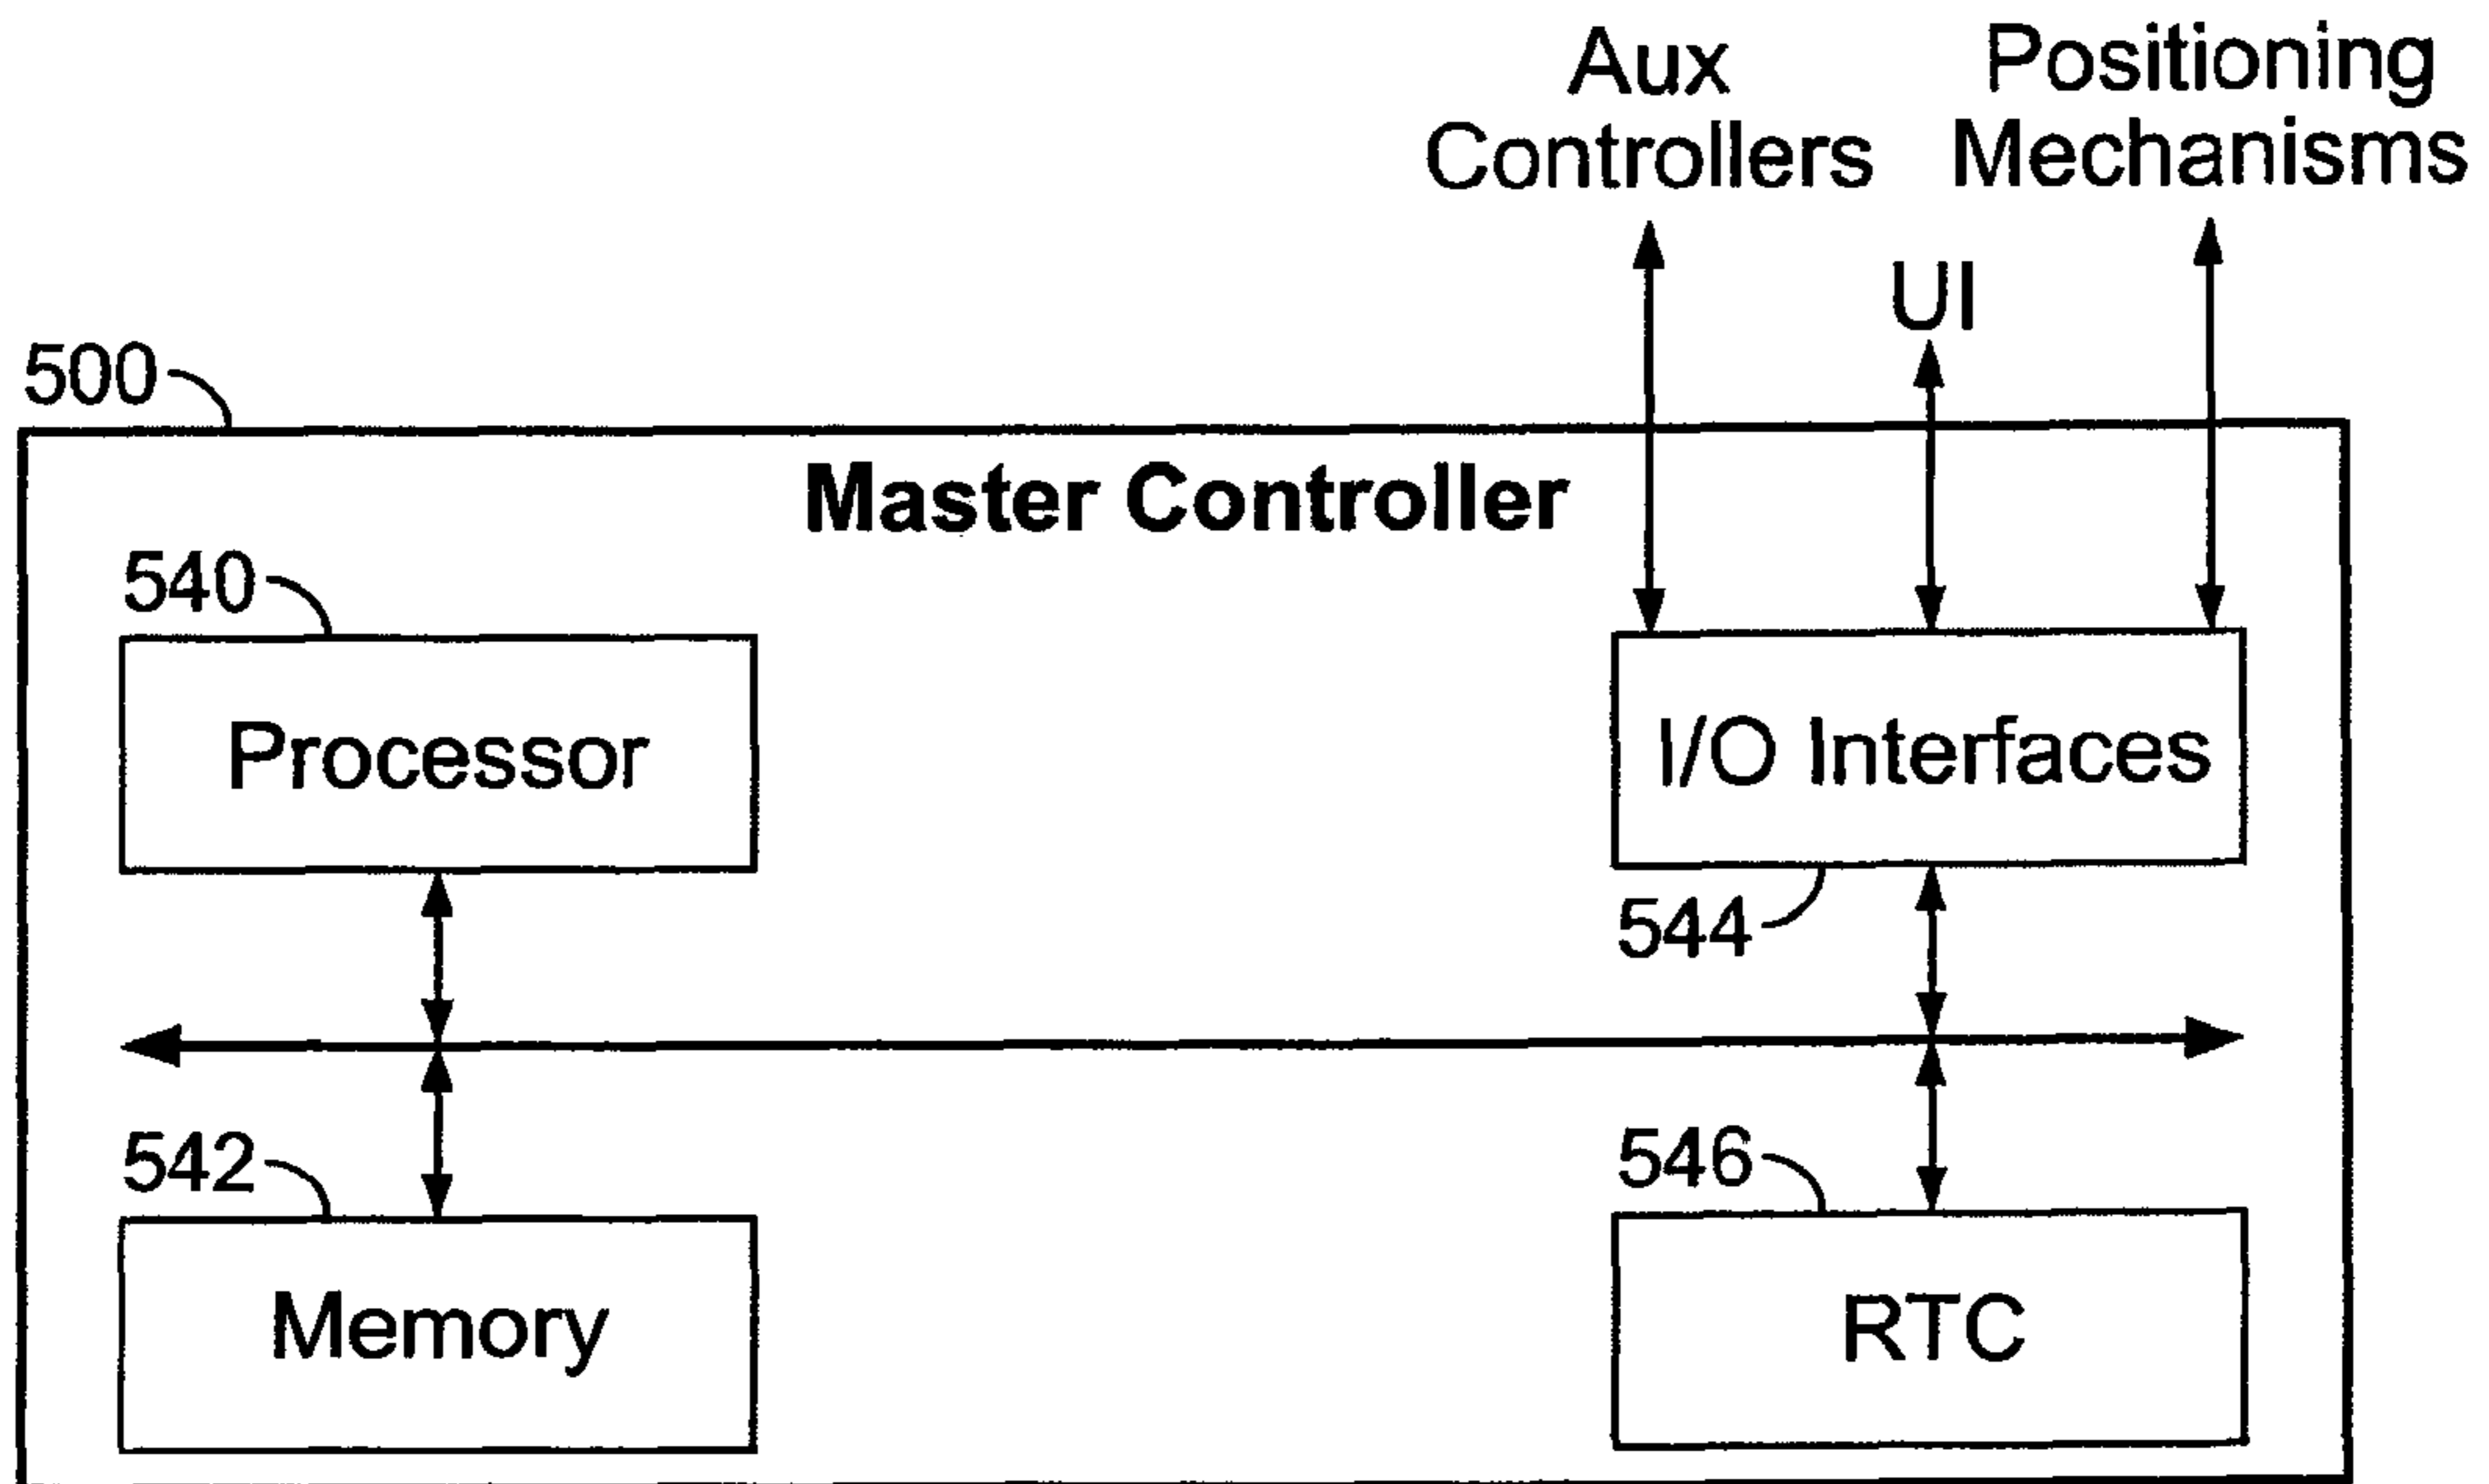 Aux
Controllers
Positioning
Mechanisms
UI
500
Master Controller
540
Processor
I/O Interfaces
544
542
Memory
546
RTC